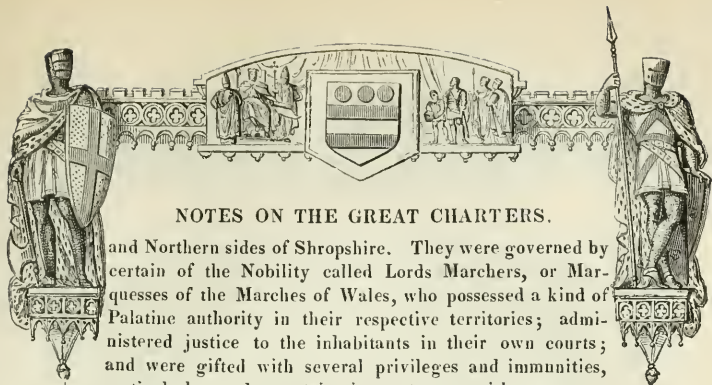 NOTES ON THE GREAT CHARTERS.
and Northern sides of Shropshire. They were governed by
certain of the Nobility called Lords Marchers, or Mar-
quesses of the Marches of Wales, who possessed a kind of
Palatine authority in their respective territories; admi-
nistered justice to the inhabitants in their own courts;
and were gifted with several privileges and immunities,